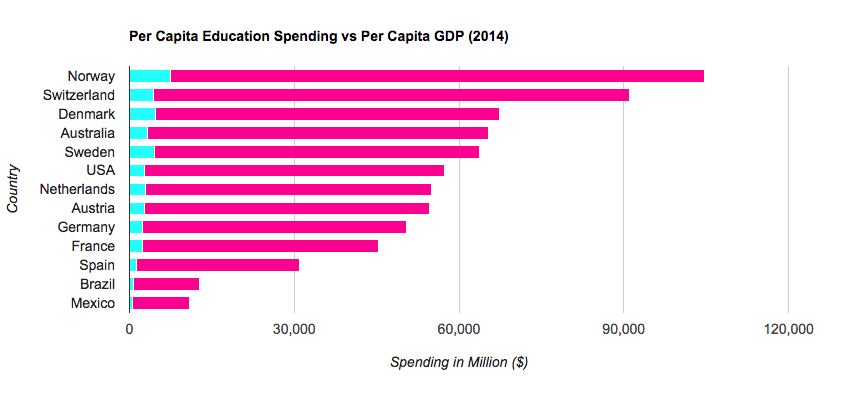 Per Capita Education Spending vs Per Capita GDP (2014)
Norway
Switzerland
Denmark
Australia
Sweden
USA
Netherlands
Austria
Germany
France
Spain
Brazil
Mexico
Country
0 30,000 60,000 90,000 120,000
Spending in Million ($)